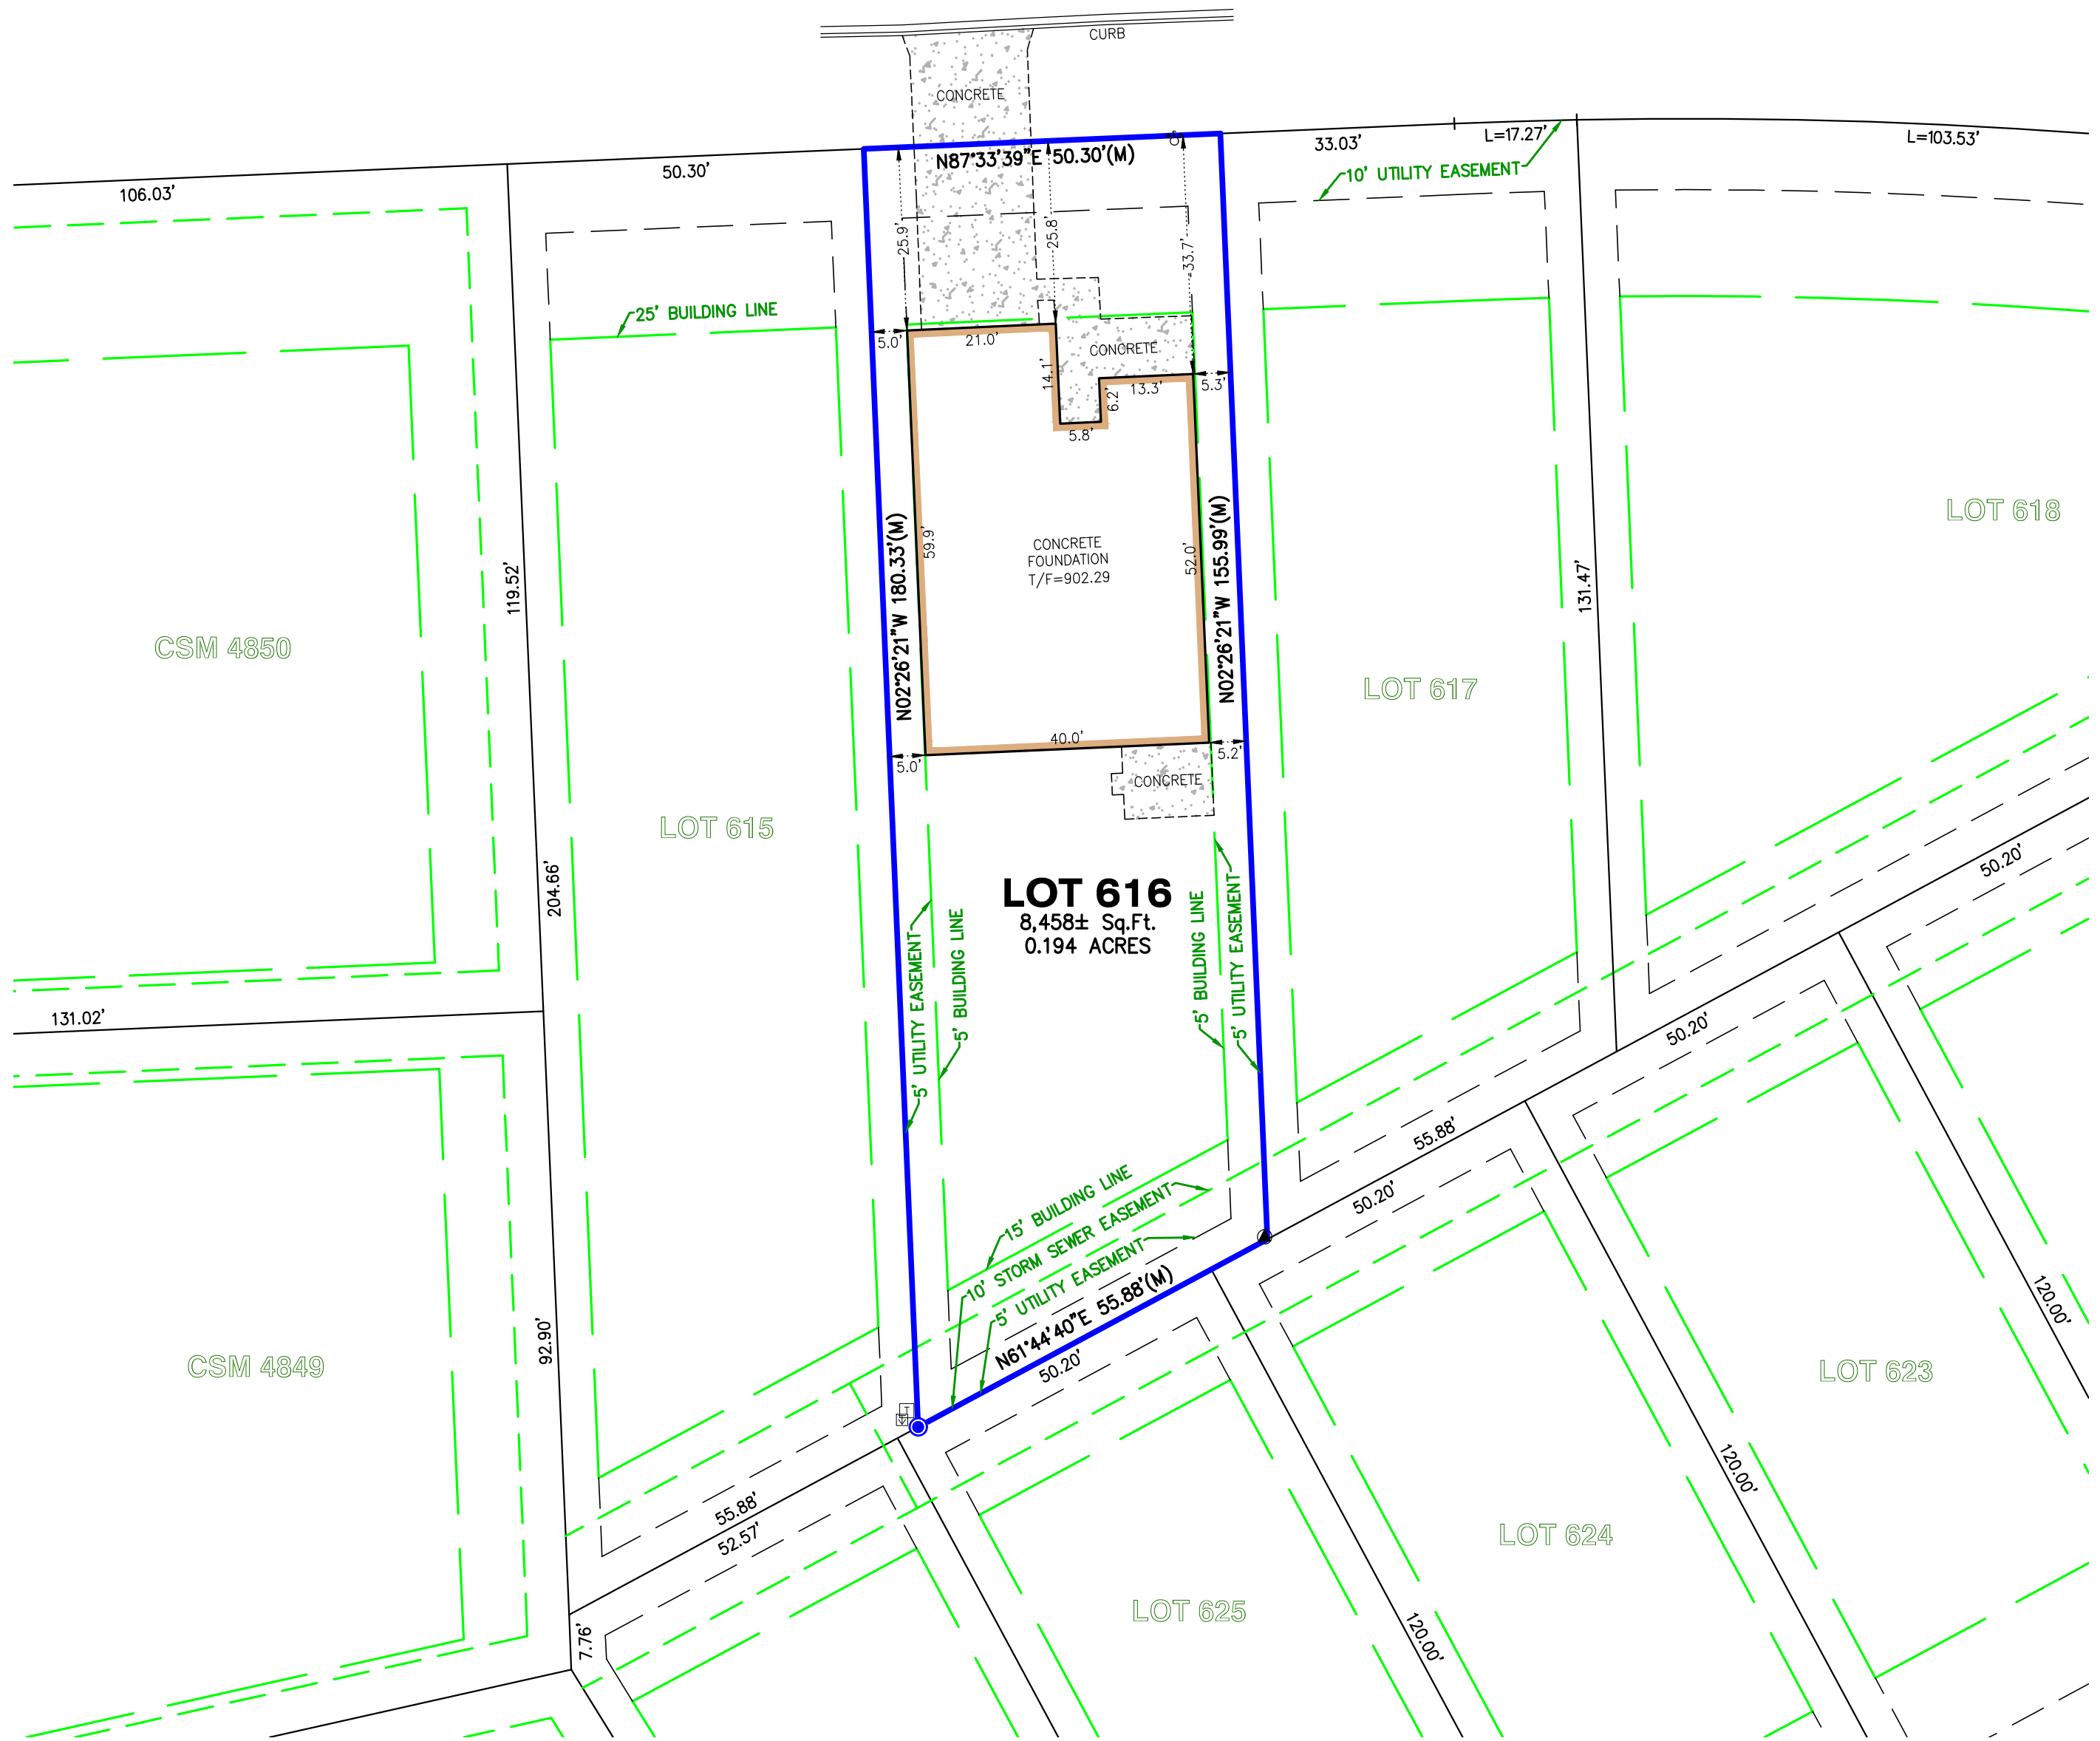 CURB
CONCRETE
106.03'
50.30'
N87°33'39"E 50.30'(M)
33.03'
L=17.27'
L=103.53'
10' UTILITY EASEMENT
25.9'
25.8'
33.7'
25' BUILDING LINE
5.0'
21.0'
14.1'
CONCRETE
13.3'
5.3'
6.2'
5.8'
LOT 618
CONCRETE
FOUNDATION
T/F=902.29
59.9'
52.0'
N02°26'21"W 180.33'(M)
N02°26'21"W 155.99'(M)
119.52'
131.47'
CSM 4850
LOT 617
40.0'
5.0'
5.2'
CONCRETE
LOT 615
204.66'
LOT 616
8,458± Sq.Ft.
0.194 ACRES
5' UTILITY EASEMENT
5' BUILDING LINE
5' BUILDING LINE
5' UTILITY EASEMENT
50.20'
131.02'
50.20'
55.88'
50.20'
15' BUILDING LINE
10' STORM SEWER EASEMENT
5' UTILITY EASEMENT
N61°44'40"E 55.88'(M)
50.20'
120.00'
92.90'
CSM 4849
LOT 623
T
120.00'
55.88'
52.57'
LOT 624
LOT 625
120.00'
7.76'